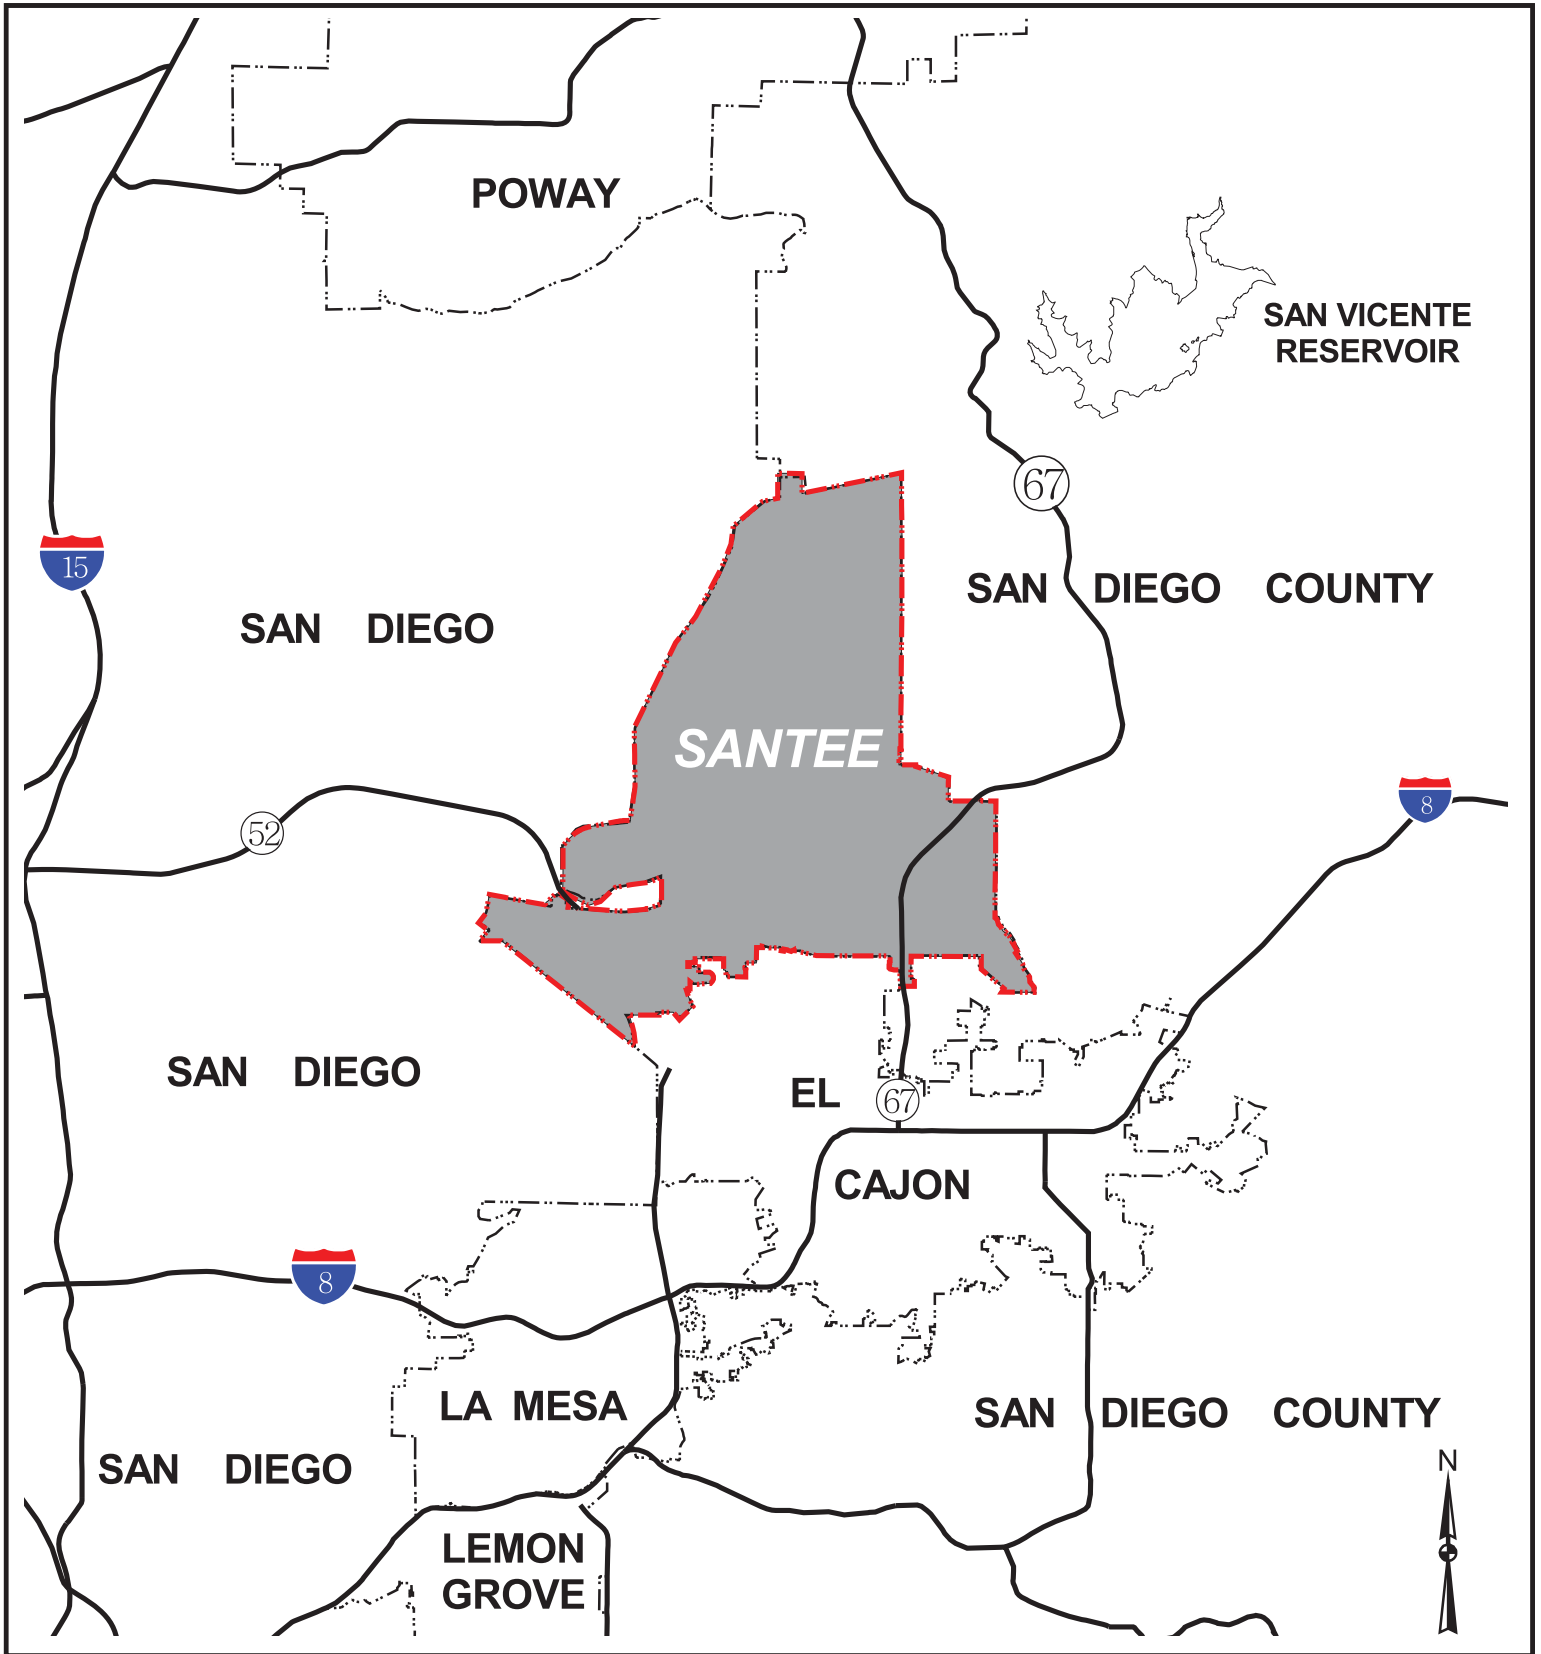 POWAY
SAN VICENTE
RESERVOIR
67
15
SAN DIEGO COUNTY
SAN DIEGO
SANTEE
8
52
SAN DIEGO
EL
67
CAJON
8
LA MESA
SAN DIEGO COUNTY
SAN DIEGO
N
LEMON
GROVE